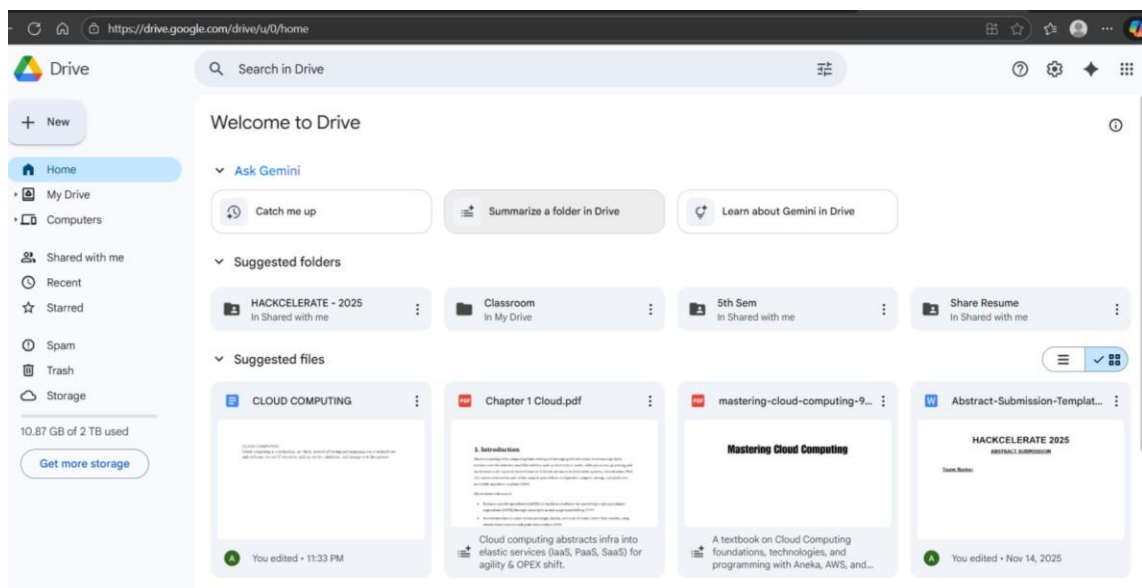 https://drive.google.com/drive/u/0/home
Drive
Search in Drive
New
Welcome to Drive
Home
My Drive
Computers
Shared with me
Recent
Starred
Spam
Trash
Storage
10.87 GB of 2 TB used
Get more storage
Ask Gemini
Catch me up
Summarize a folder in Drive
Learn about Gemini in Drive
Suggested folders
HACKCELERATE - 2025
In Shared with me
Classroom
In My Drive
5th Sem
In Shared with me
Share Resume
In Shared with me
Suggested files
CLOUD COMPUTING
CLOUD COMPUTING
A
You edited • 11:33 PM
PDF
Chapter 1 Cloud.pdf
1. Introduction
Cloud computing abstracts infra into
elastic services (IaaS, PaaS, SaaS) for
agility & OPEX shift.
PDF
mastering-cloud-computing-9...
Mastering Cloud Computing
A textbook on Cloud Computing
foundations, technologies, and
programming with Aneka, AWS, and...
W
Abstract-Submission-Templat...
HACKCELERATE 2025
ABSTRACT SUBMISSION
Team Name:
A
You edited • Nov 14, 2025